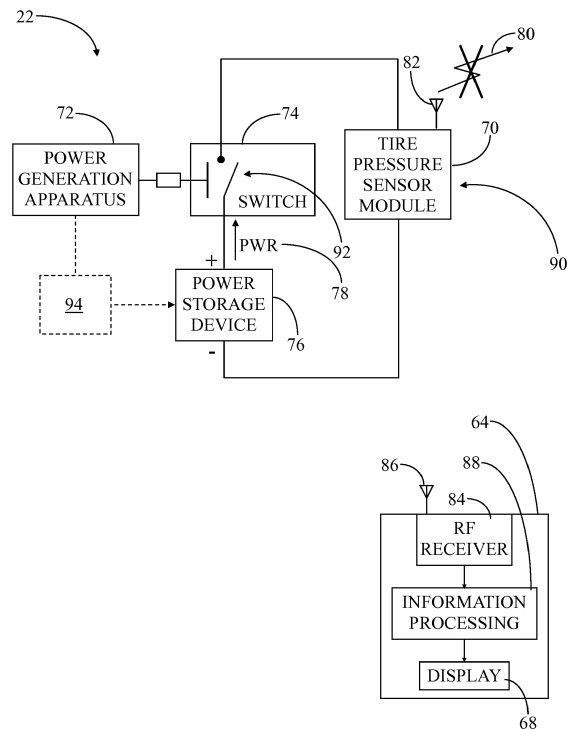 22
80
82
72
74
70
POWER
GENERATION
APPARATUS
SWITCH
TIRE
PRESSURE
SENSOR
MODULE
92
90
+
PWR
78
94
POWER
STORAGE
DEVICE
76
-
64
86
88
84
RF
RECEIVER
INFORMATION
PROCESSING
DISPLAY
68